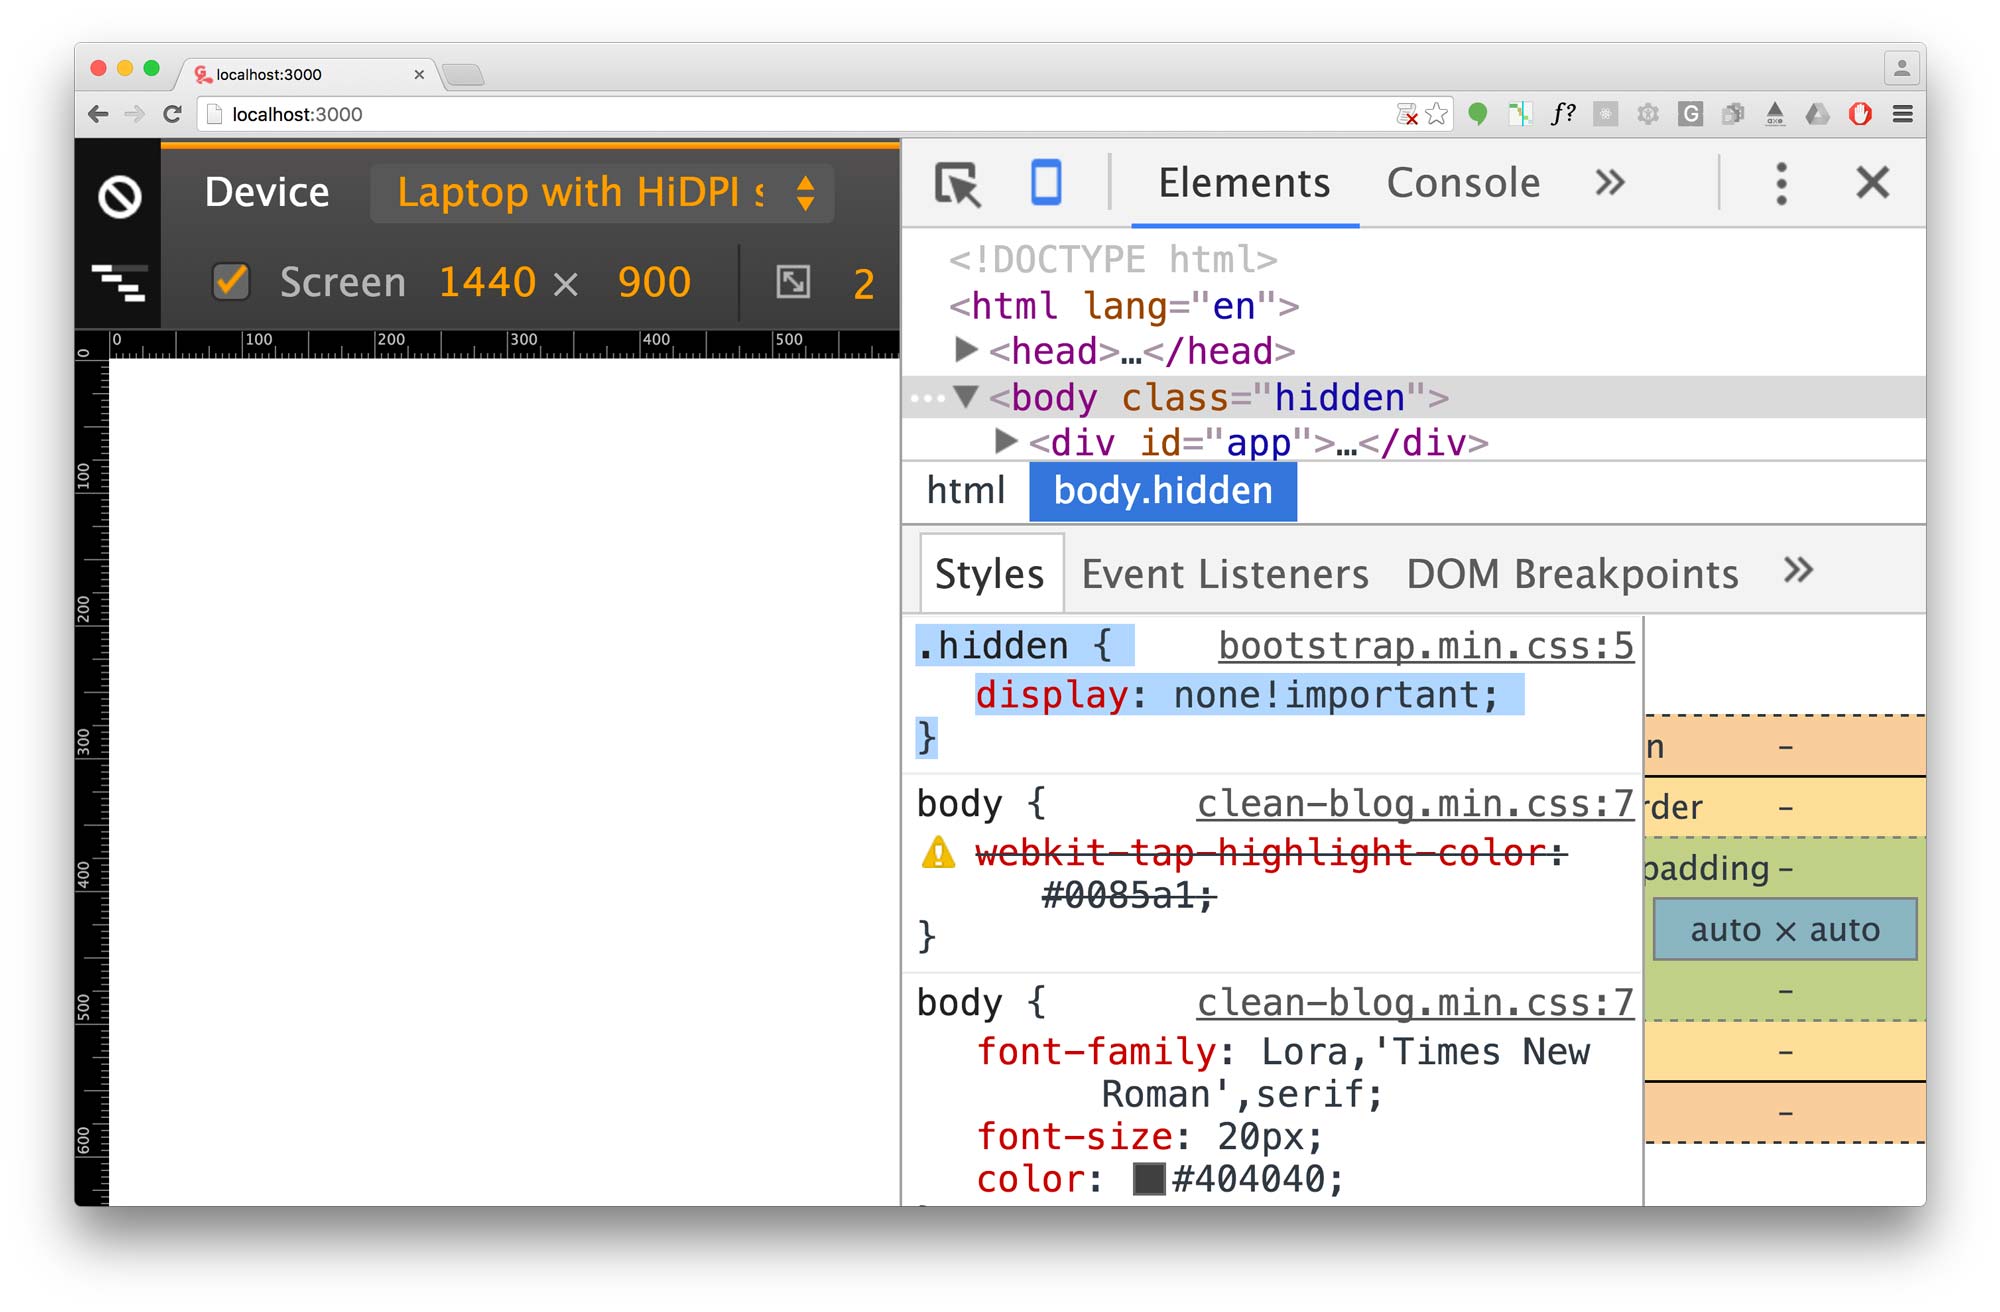 localhost:3000
localhost:3000
f?
G
axe
Device Laptop with HiDPI s
Screen 1440 × 900 2
0 100 200 300 400 500
0
100
200
300
400
500
600
Elements Console »
<!DOCTYPE html>
<html lang="en">
<head>…</head>
<body class="hidden">
<div id="app">…</div>
html body.hidden
Styles Event Listeners DOM Breakpoints »
.hidden { bootstrap.min.css:5
display: none!important;
}
body { clean-blog.min.css:7
webkit-tap-highlight-color:
#0085a1;
}
body { clean-blog.min.css:7
font-family: Lora,'Times New
Roman',serif;
font-size: 20px;
color: #404040;
n -
rder -
padding -
auto × auto
-
-
-